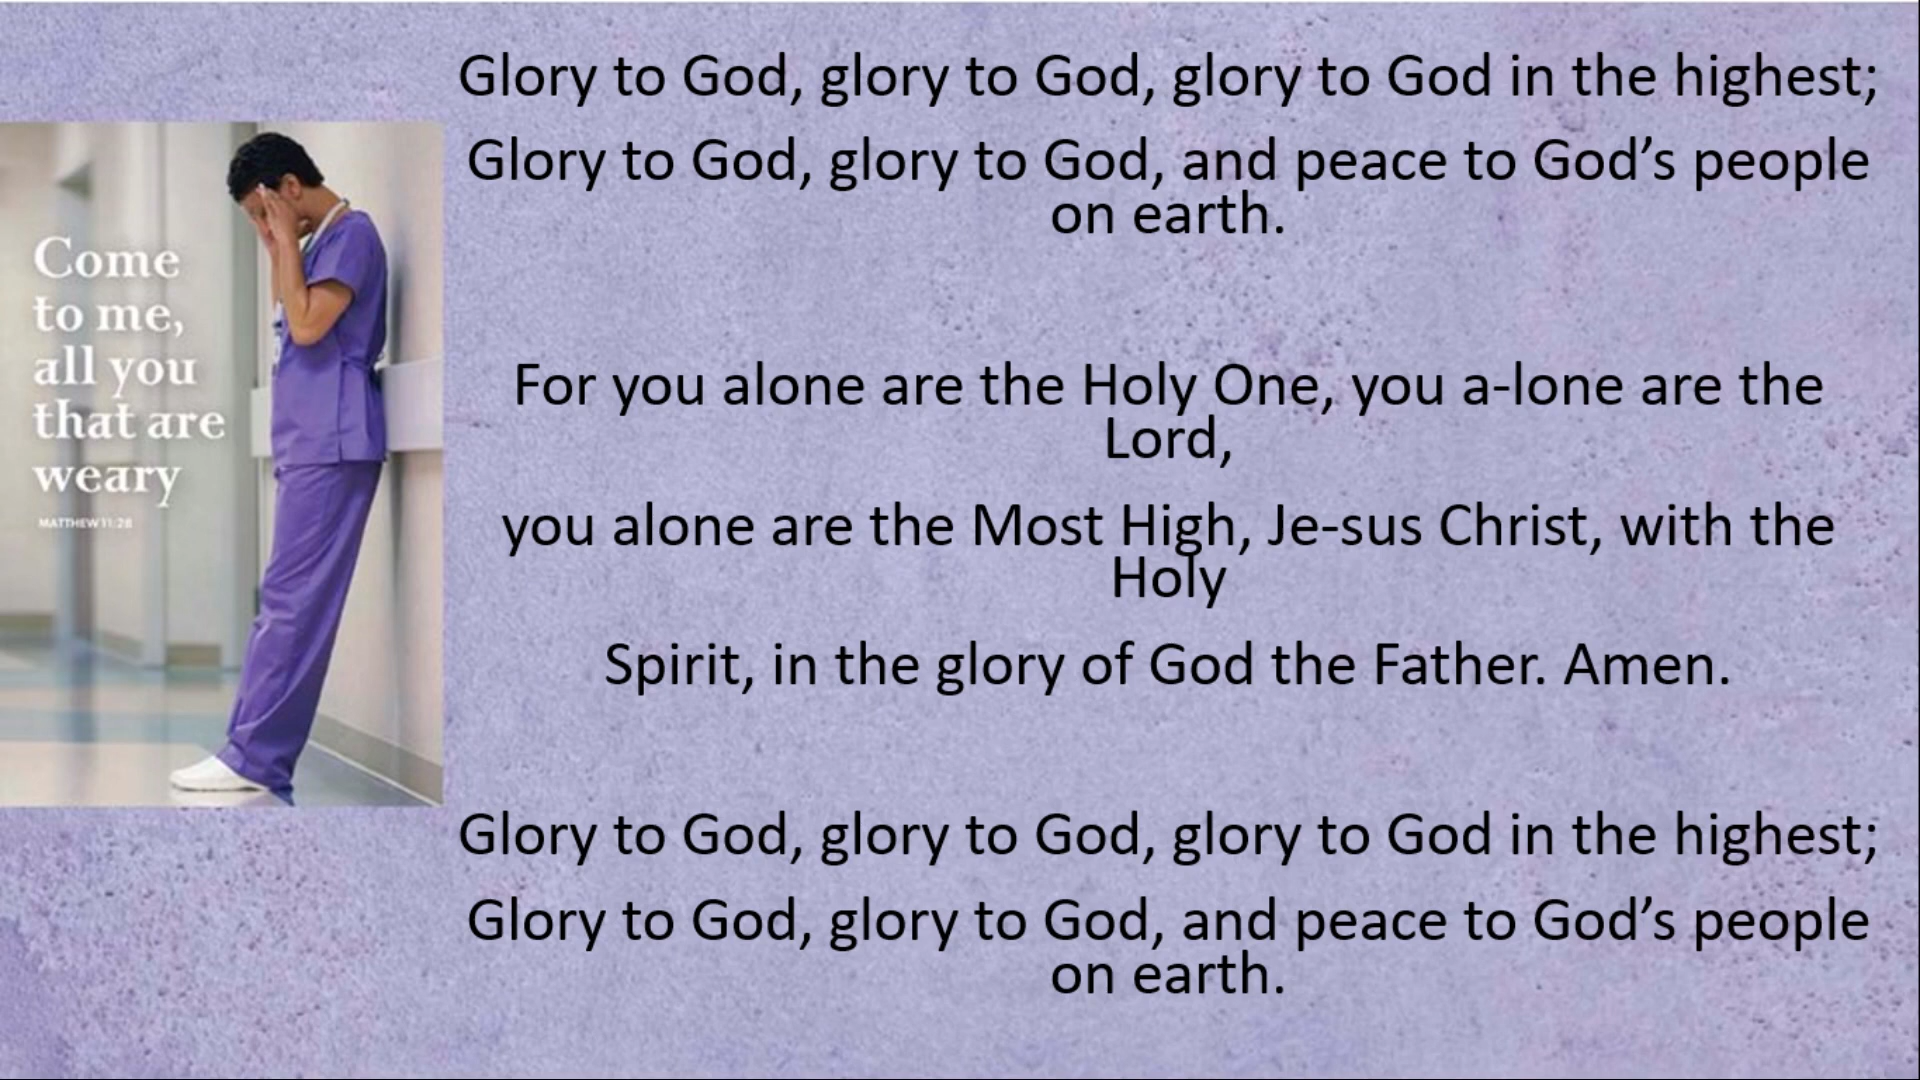 Glory to God, glory to God, glory to God in the highest;
Glory to God, glory to God, and peace to God’s people
on earth.
For you alone are the Holy One, you a-lone are the
Lord,
you alone are the Most High, Je-sus Christ, with the
Holy
Spirit, in the glory of God the Father. Amen.
Glory to God, glory to God, glory to God in the highest;
Glory to God, glory to God, and peace to God’s people
on earth.
Come
to me,
all you
that are
weary
MATTHEW 11:28